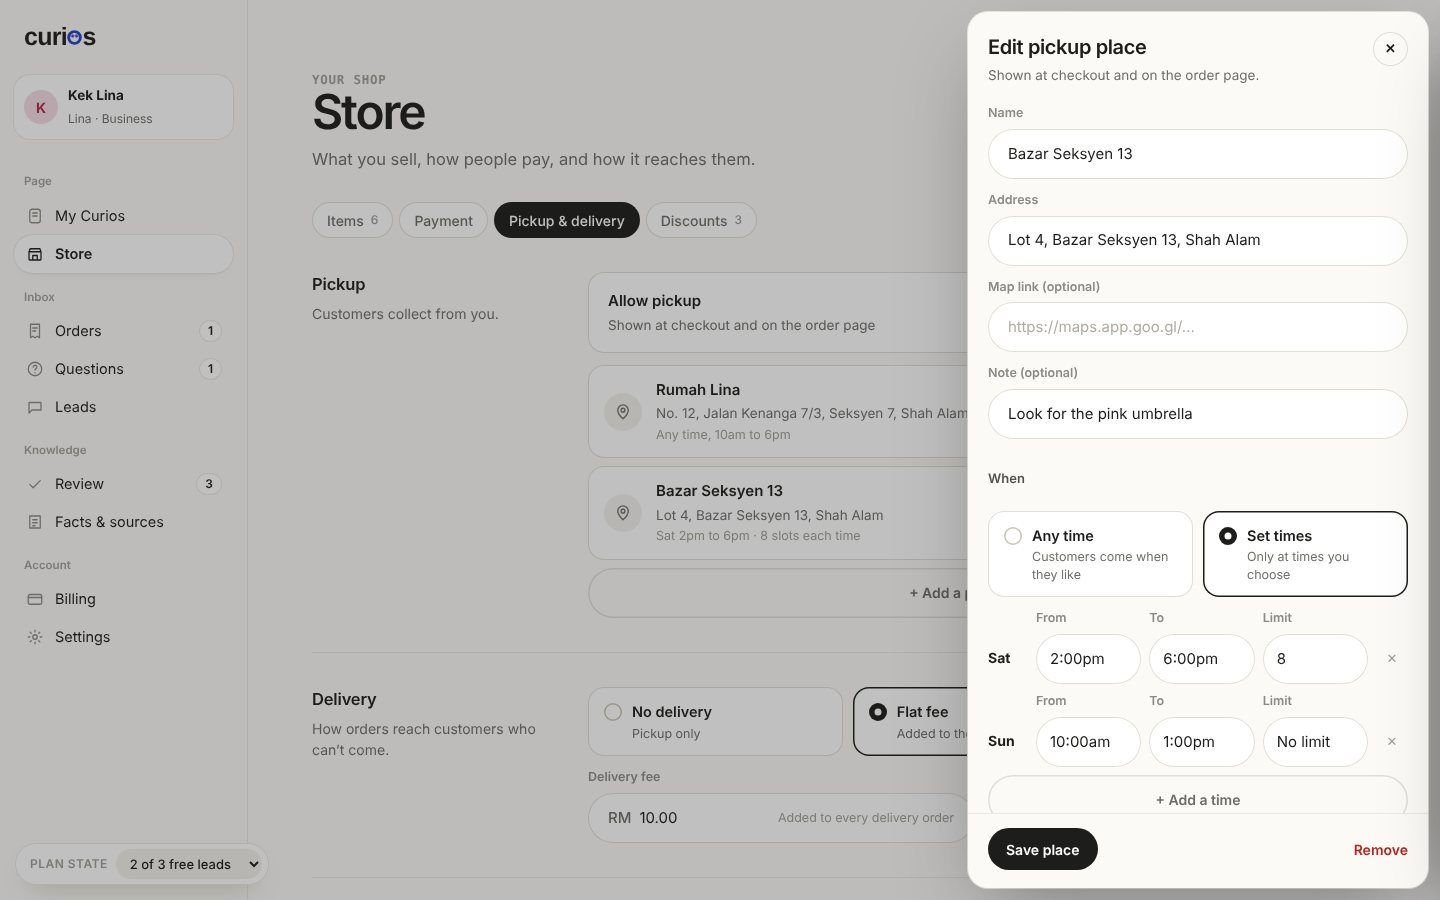 curios
K
Kek Lina
Lina · Business
Page
My Curios
Store
Inbox
Orders 1
Questions 1
Leads
Knowledge
Review 3
Facts & sources
Account
Billing
Settings
PLAN STATE 2 of 3 free leads
YOUR SHOP
Store
What you sell, how people pay, and how it reaches them.
Items 6 Payment Pickup & delivery Discounts 3
Pickup
Customers collect from you.
Allow pickup
Shown at checkout and on the order page
Rumah Lina
No. 12, Jalan Kenanga 7/3, Seksyen 7, Shah Alam
Any time, 10am to 6pm
Bazar Seksyen 13
Lot 4, Bazar Seksyen 13, Shah Alam
Sat 2pm to 6pm · 8 slots each time
+ Add a
Delivery
How orders reach customers who
can't come.
No delivery
Pickup only
Flat fee
Added to
Delivery fee
RM 10.00 Added to every delivery order
Edit pickup place
×
Shown at checkout and on the order page.
Name
Bazar Seksyen 13
Address
Lot 4, Bazar Seksyen 13, Shah Alam
Map link (optional)
https://maps.app.goo.gl/...
Note (optional)
Look for the pink umbrella
When
Any time
Customers come when
they like
Set times
Only at times you
choose
From To Limit
Sat 2:00pm 6:00pm 8 ×
From To Limit
Sun 10:00am 1:00pm No limit ×
+ Add a time
Save place Remove